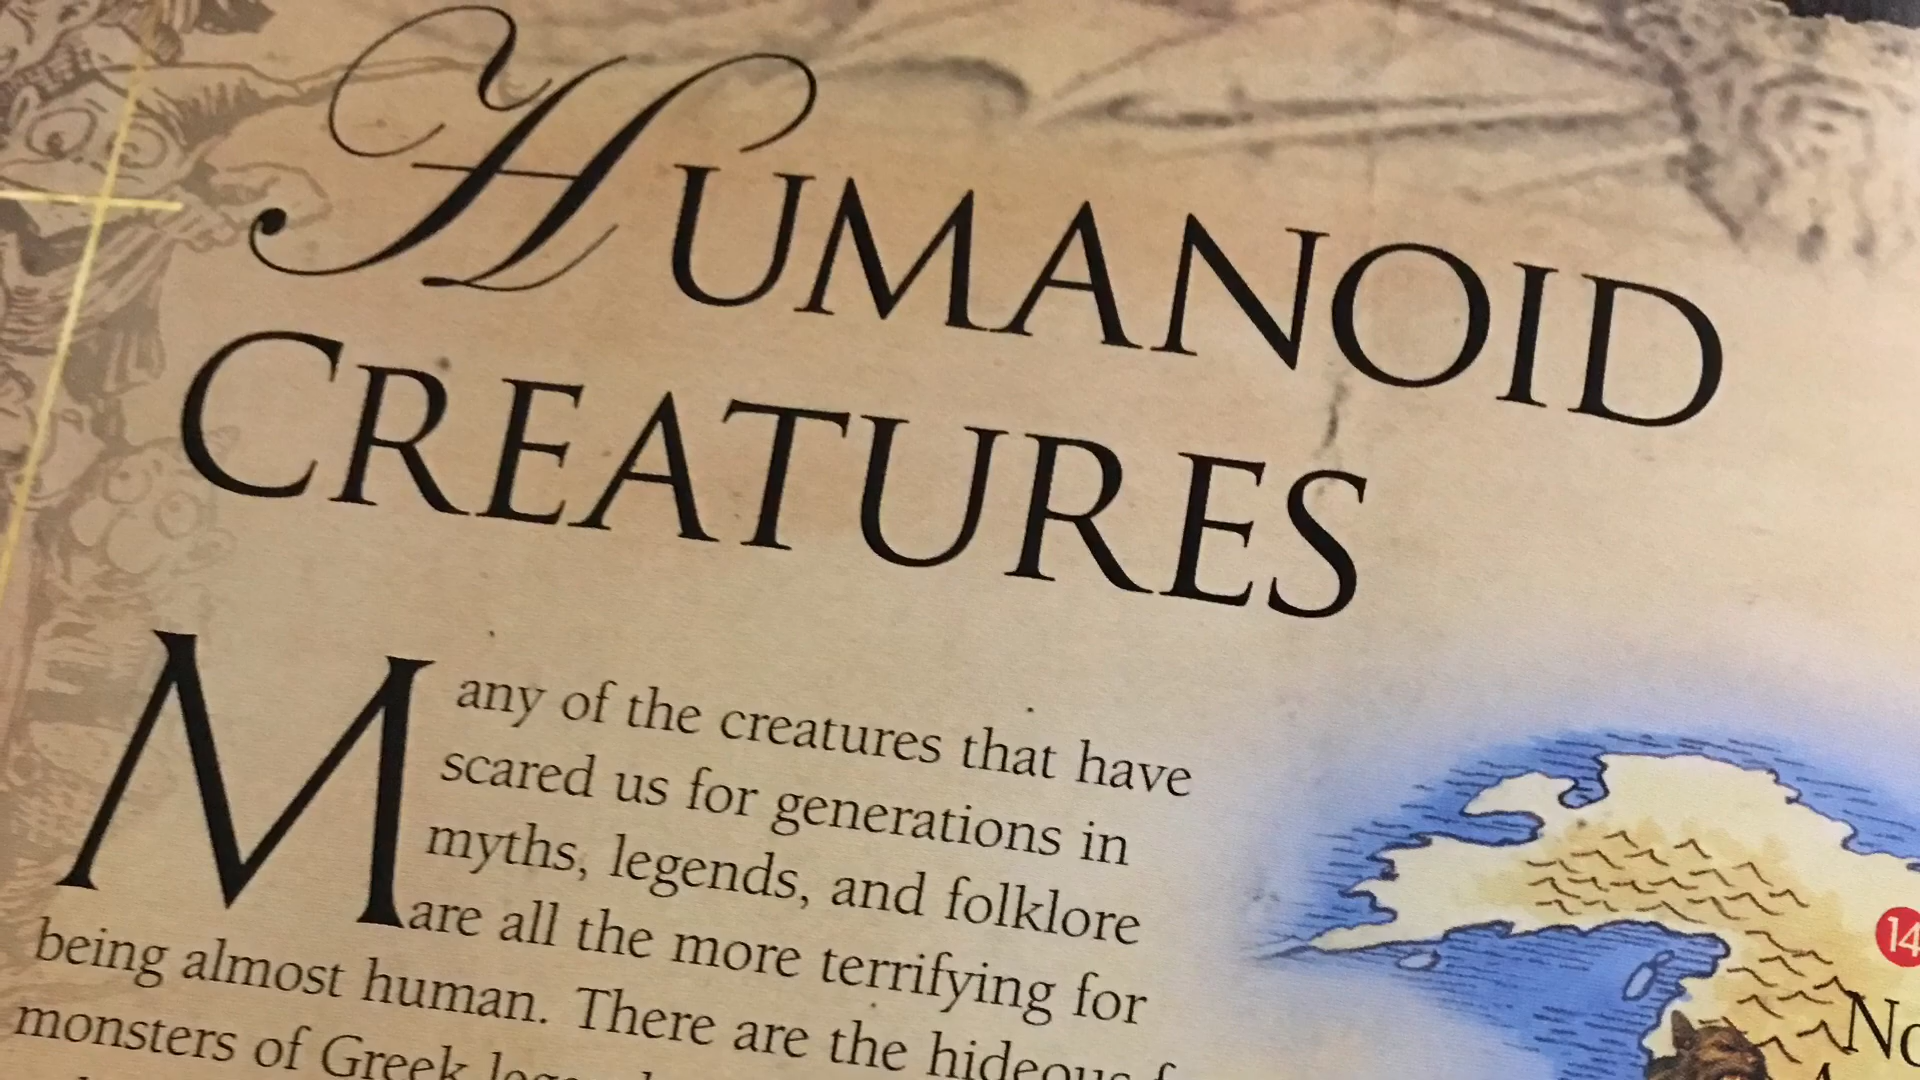 HUMANOID
CREATURES
Many of the creatures that have
scared us for generations in
myths, legends, and folklore
are all the more terrifying for
being almost human. There are the hideous
monsters of Greek
14